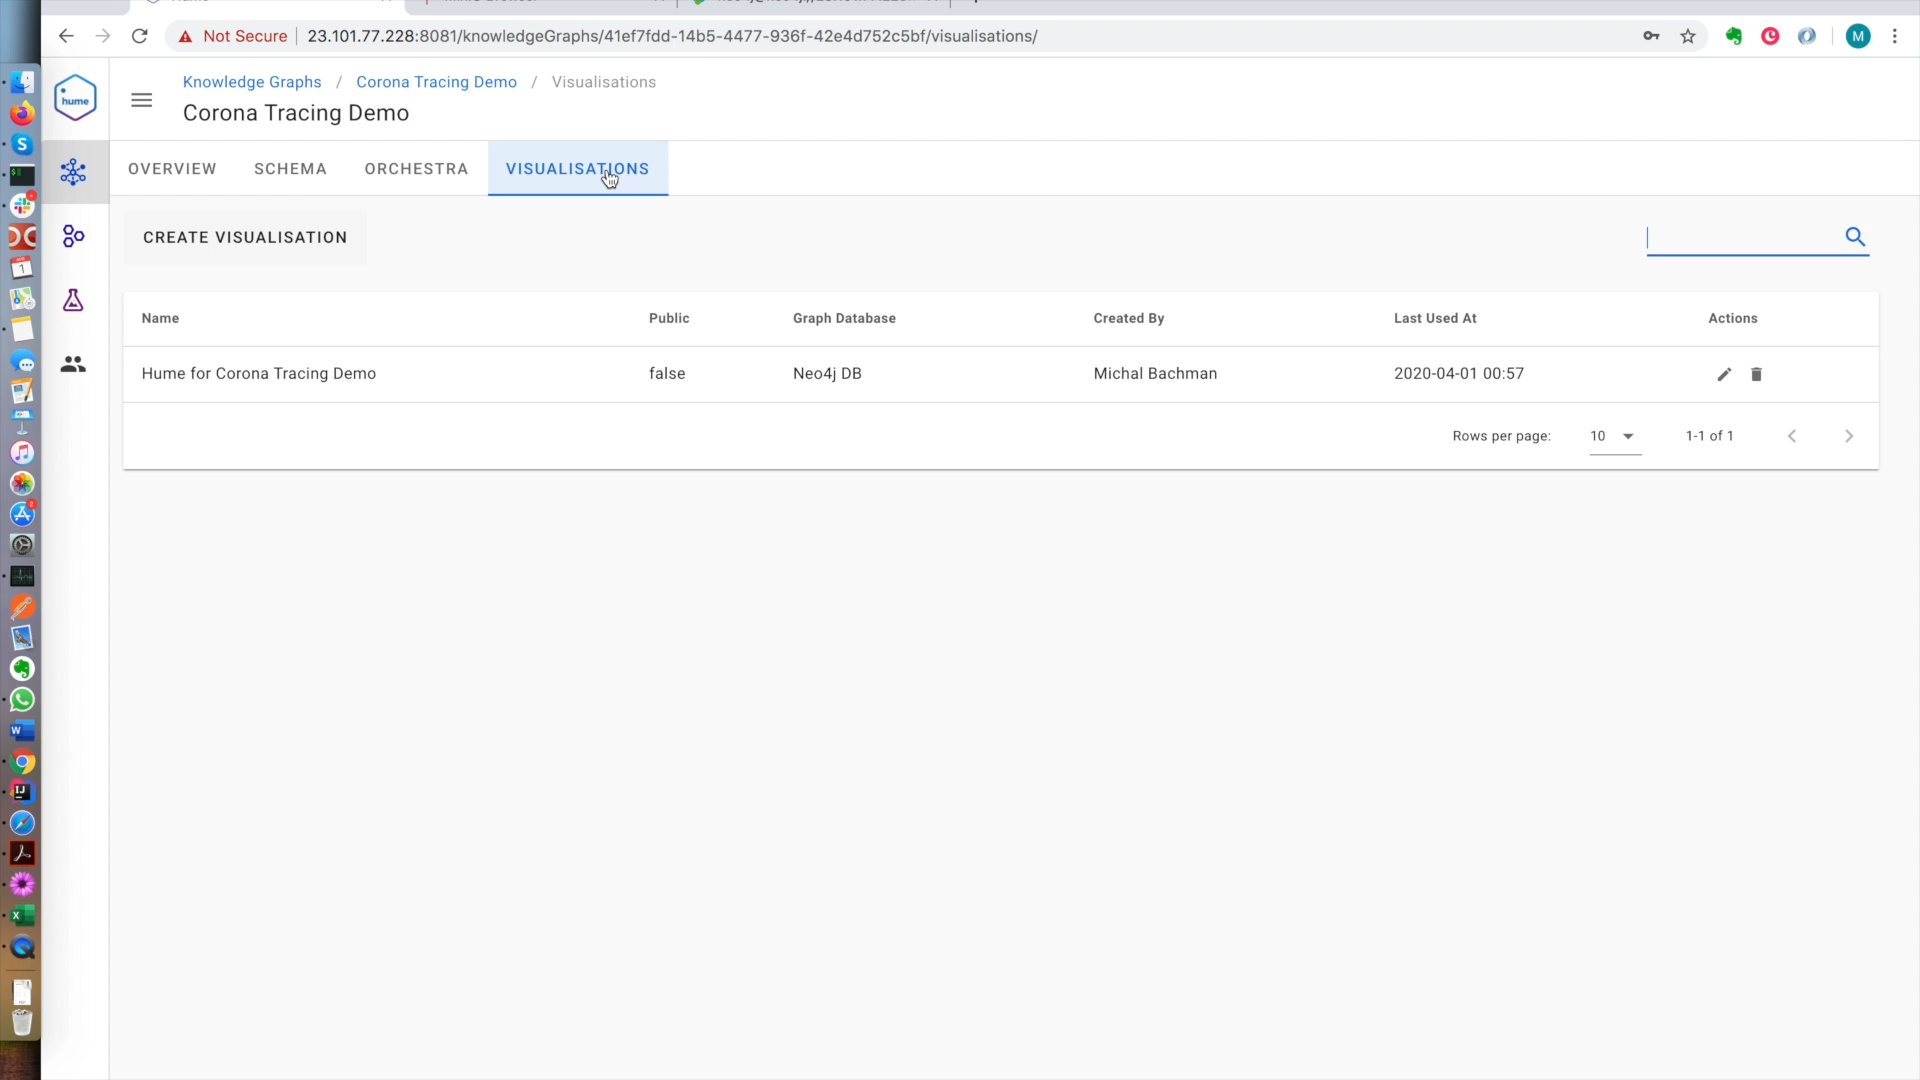 Not Secure
23.101.77.228:8081/knowledgeGraphs/41ef7fdd-14b5-4477-936f-42e4d752c5bf/visualisations/
M
hume
Knowledge Graphs / Corona Tracing Demo / Visualisations
Corona Tracing Demo
OVERVIEW
SCHEMA
ORCHESTRA
VISUALISATIONS
CREATE VISUALISATION
Name
Public
Graph Database
Created By
Last Used At
Actions
Hume for Corona Tracing Demo
false
Neo4j DB
Michal Bachman
2020-04-01 00:57
Rows per page:
10
1-1 of 1